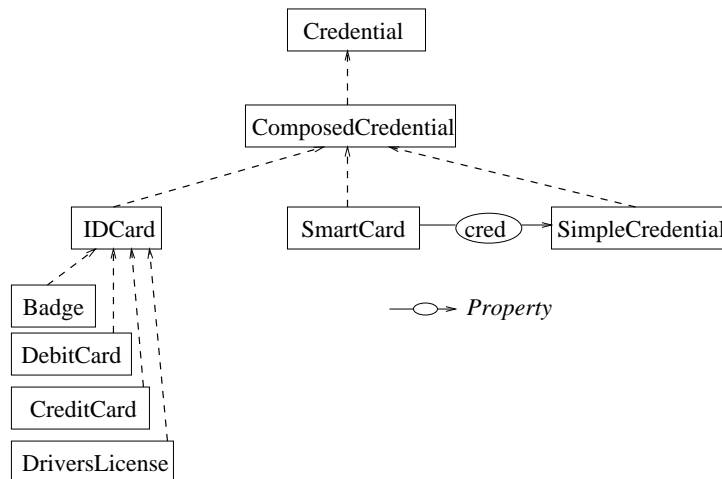 Credential
ComposedCredential
IDCard
SmartCard
cred
SimpleCredential
Badge
Property
DebitCard
CreditCard
DriversLicense